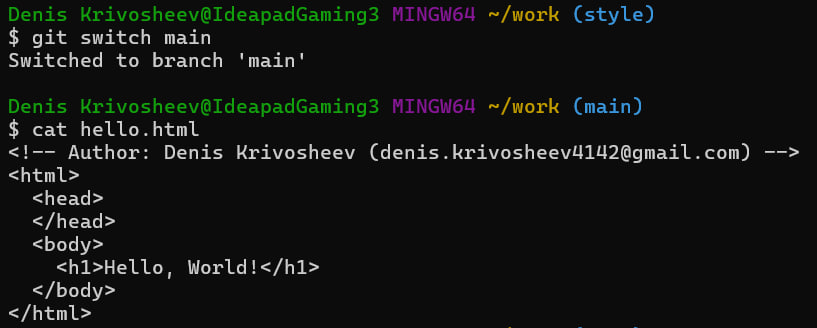 Denis Krivosheev@IdeapadGaming3 MINGW64 ~/work (style)
$ git switch main
Switched to branch 'main'

Denis Krivosheev@IdeapadGaming3 MINGW64 ~/work (main)
$ cat hello.html
<!-- Author: Denis Krivosheev (denis.krivosheev4142@gmail.com) -->
<html>
  <head>
  </head>
  <body>
    <h1>Hello, World!</h1>
  </body>
</html>